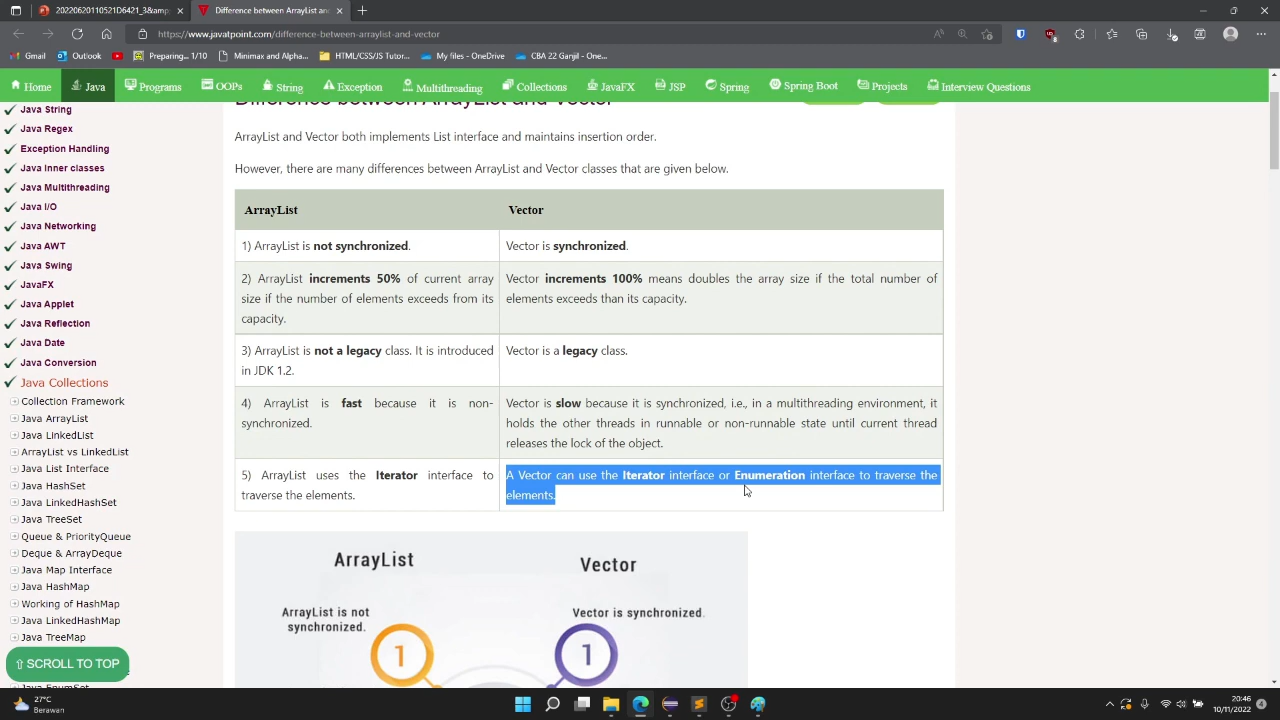 20220620110521D6421_3&amp
Difference between ArrayList and
https://www.javatpoint.com/difference-between-arraylist-and-vector
Gmail
Outlook
Preparing... 1/10
Minimax and Alpha...
HTML/CSS/JS Tutor...
My files - OneDrive
CBA 22 Ganjil - One...
Home
Java
Programs
OOPs
String
Exception
Multithreading
Collections
JavaFX
JSP
Spring
Spring Boot
Projects
Interview Questions
Java String
Java Regex
Exception Handling
Java Inner classes
Java Multithreading
Java I/O
Java Networking
Java AWT
Java Swing
JavaFX
Java Applet
Java Reflection
Java Date
Java Conversion
Java Collections
Collection Framework
Java ArrayList
Java LinkedList
ArrayList vs LinkedList
Java List Interface
Java HashSet
Java LinkedHashSet
Java TreeSet
Queue & PriorityQueue
Deque & ArrayDeque
Java Map Interface
Java HashMap
Working of HashMap
Java LinkedHashMap
Java TreeMap
⇧ SCROLL TO TOP
Java EnumSet
Difference between ArrayList and Vector
ArrayList and Vector both implements List interface and maintains insertion order.
However, there are many differences between ArrayList and Vector classes that are given below.
ArrayList
Vector
1) ArrayList is not synchronized.
Vector is synchronized.
2) ArrayList increments 50% of current array
size if the number of elements exceeds from its
capacity.
Vector increments 100% means doubles the array size if the total number of
elements exceeds than its capacity.
3) ArrayList is not a legacy class. It is introduced
in JDK 1.2.
Vector is a legacy class.
4) ArrayList is fast because it is non-
synchronized.
Vector is slow because it is synchronized, i.e., in a multithreading environment, it
holds the other threads in runnable or non-runnable state until current thread
releases the lock of the object.
5) ArrayList uses the Iterator interface to
traverse the elements.
A Vector can use the Iterator interface or Enumeration interface to traverse the
elements.
ArrayList
Vector
ArrayList is not
synchronized.
Vector is synchronized.
1
1
27°C
Berawan
20:46
10/11/2022